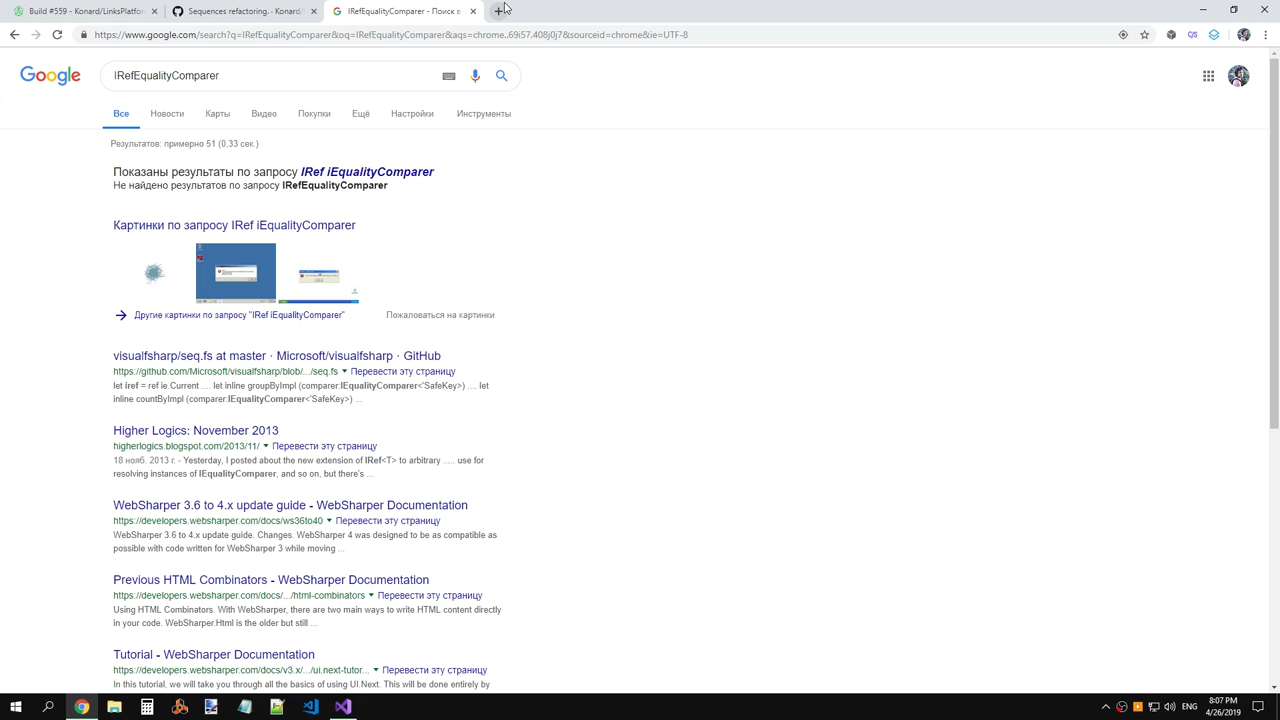 Build #559 - Konard/LinksPlatform
Sequences refactoring. · Konard/
IRefEqualityComparer - Поиск в
https://www.google.com/search?q=IRefEqualityComparer&oq=IRefEqualityComparer&aqs=chrome..69i57.408j0j7&sourceid=chrome&ie=UTF-8
Google
IRefEqualityComparer
Все Новости Карты Видео Покупки Ещё Настройки Инструменты
Результатов: примерно 51 (0,33 сек.)
Показаны результаты по запросу IRef iEqualityComparer
Не найдено результатов по запросу IRefEqualityComparer
Картинки по запросу IRef iEqualityComparer
Другие картинки по запросу "IRef iEqualityComparer" Пожаловаться на картинки
visualfsharp/seq.fs at master · Microsoft/visualfsharp · GitHub
https://github.com/Microsoft/visualfsharp/blob/.../seq.fs Перевести эту страницу
let iref = ref ie.Current .... let inline groupByImpl (comparer:IEqualityComparer<'SafeKey>) .... let
inline countByImpl (comparer:IEqualityComparer<'SafeKey>) ...
Higher Logics: November 2013
higherlogics.blogspot.com/2013/11/ Перевести эту страницу
18 нояб. 2013 г. - Yesterday, I posted about the new extension of IRef<T> to arbitrary ..... use for
resolving instances of IEqualityComparer, and so on, but there's ...
WebSharper 3.6 to 4.x update guide - WebSharper Documentation
https://developers.websharper.com/docs/ws36to40 Перевести эту страницу
WebSharper 3.6 to 4.x update guide. Changes. WebSharper 4 was designed to be as compatible as
possible with code written for WebSharper 3 while moving ...
Previous HTML Combinators - WebSharper Documentation
https://developers.websharper.com/docs/.../html-combinators Перевести эту страницу
Using HTML Combinators. With WebSharper, there are two main ways to write HTML content directly
in your code. WebSharper.Html is the older but still ...
Tutorial - WebSharper Documentation
https://developers.websharper.com/docs/v3.x/.../ui.next-tutor... Перевести эту страницу
In this tutorial, we will take you through all the basics of using UI.Next. This will be done entirely by
ENG
8:07 PM
4/26/2019